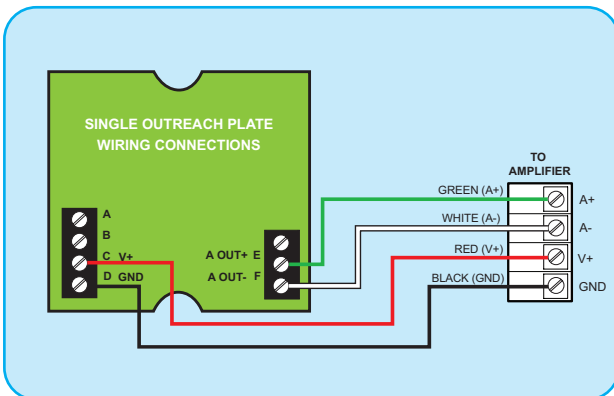 SINGLE OUTREACH PLATE
WIRING CONNECTIONS
TO
AMPLIFIER
GREEN (A+)
A+
WHITE (A-)
A-
RED (V+)
V+
BLACK (GND)
GND
A
B
C V+
D GND
A OUT+ E
A OUT- F